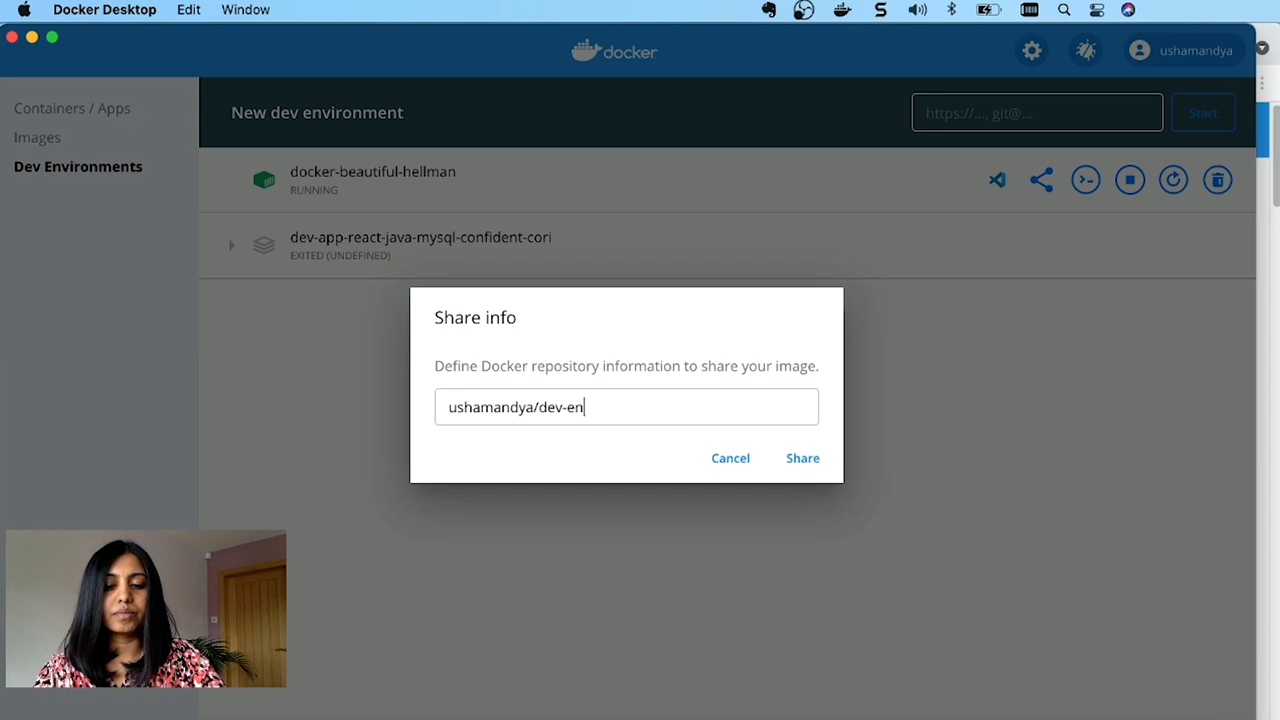 Docker Desktop Edit Window
docker
ushamandya
Containers / Apps
Images
Dev Environments
New dev environment
https://..., git@...
Start
docker-beautiful-hellman
RUNNING
dev-app-react-java-mysql-confident-cori
EXITED (UNDEFINED)
Share info
Define Docker repository information to share your image.
ushamandya/dev-en
Cancel Share